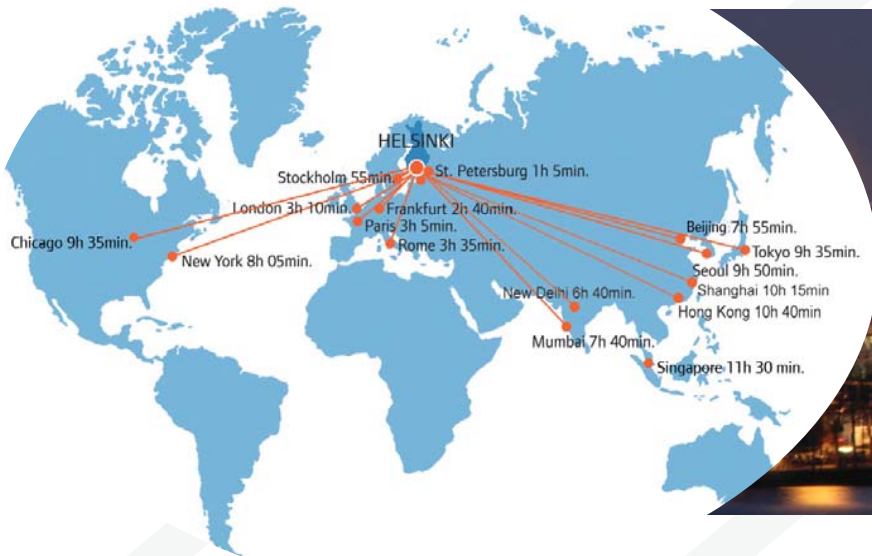 HELSINKI
St. Petersburg 1h 5min.
Stockholm 55min.
London 3h 10min.
Frankfurt 2h 40min.
Paris 3h 5min.
Rome 3h 35min.
Chicago 9h 35min.
New York 8h 05min.
Beijing 7h 55min.
Tokyo 9h 35min.
Seoul 9h 50min.
Shanghai 10h 15min
Hong Kong 10h 40min
New Delhi 6h 40min.
Mumbai 7h 40min.
Singapore 11h 30 min.